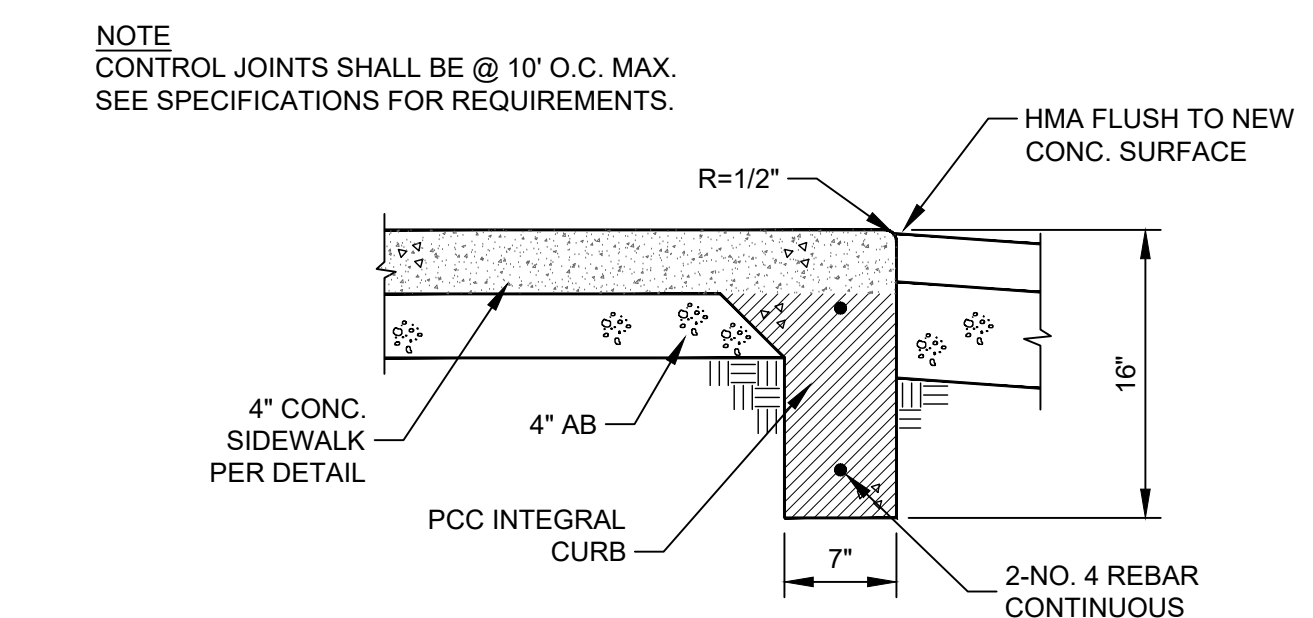 NOTE
CONTROL JOINTS SHALL BE @ 10' O.C. MAX.
SEE SPECIFICATIONS FOR REQUIREMENTS.
HMA FLUSH TO NEW
CONC. SURFACE
R=1/2"
16"
4" CONC.
SIDEWALK
PER DETAIL
4" AB
PCC INTEGRAL
CURB
7"
2-NO. 4 REBAR
CONTINUOUS